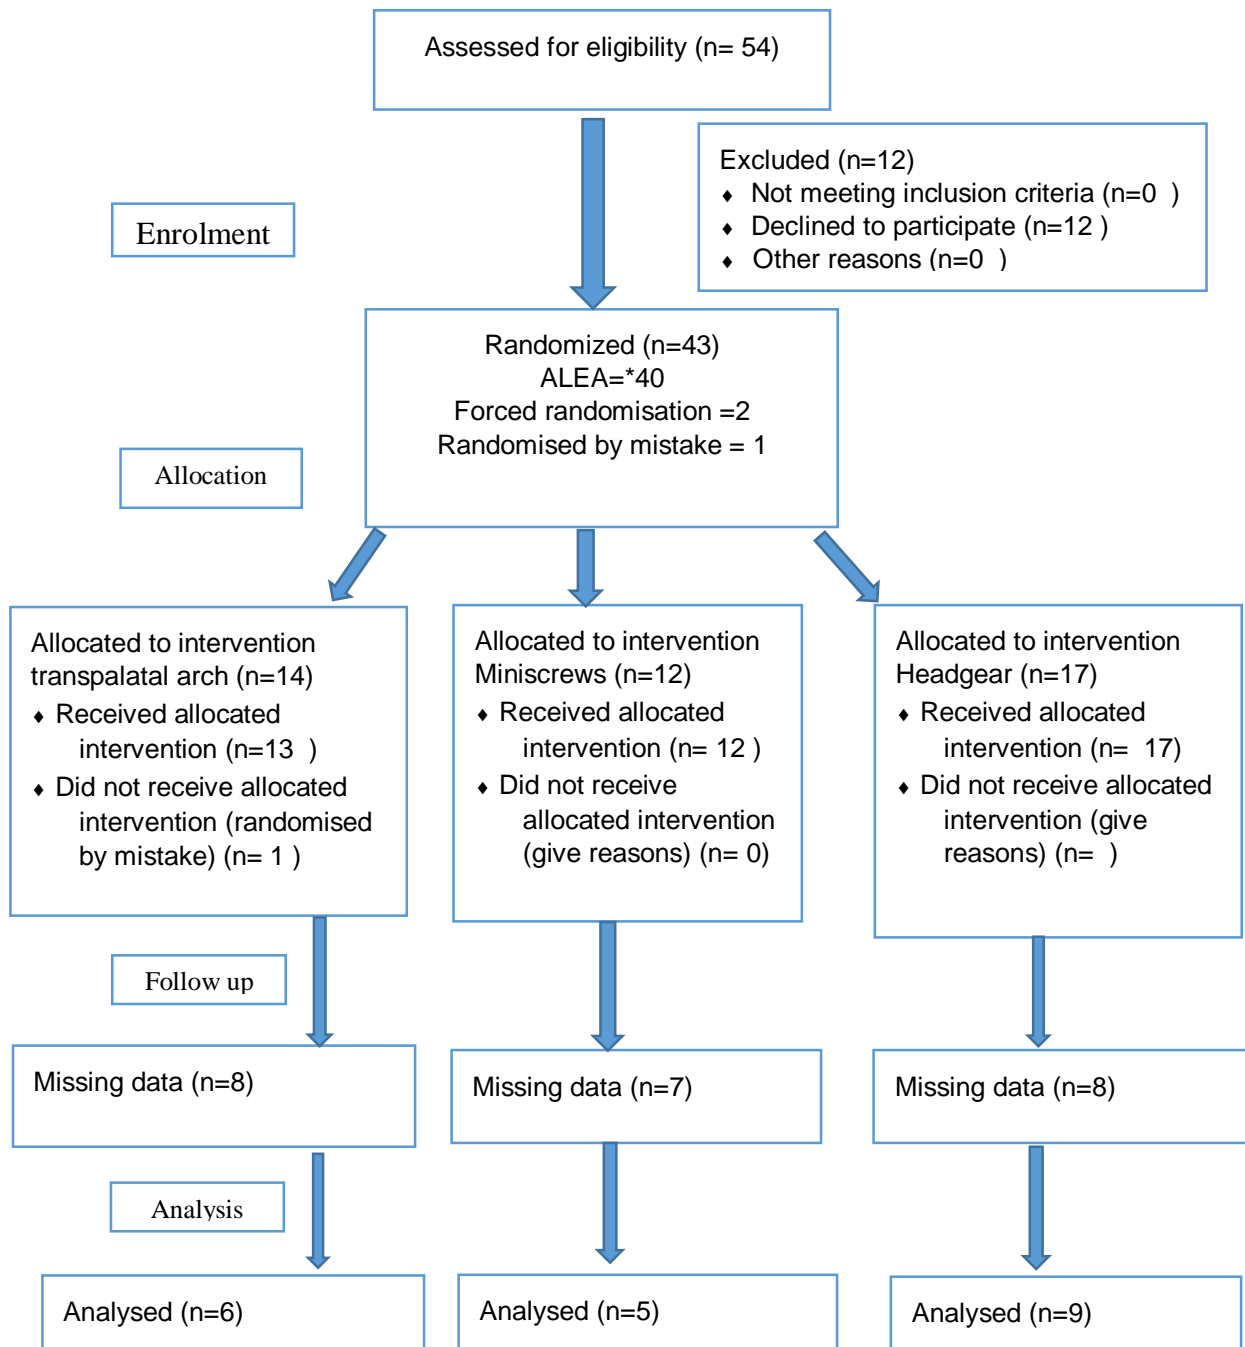 Assessed for eligibility (n= 54)
Excluded (n=12)
♦ Not meeting inclusion criteria (n=0 )
♦ Declined to participate (n=12 )
♦ Other reasons (n=0 )
Enrolment
Randomized (n=43)
ALEA=*40
Forced randomisation =2
Randomised by mistake = 1
Allocation
Allocated to intervention
transpalatal arch (n=14)
♦ Received allocated
intervention (n=13 )
♦ Did not receive allocated
intervention (randomised
by mistake) (n= 1 )
Allocated to intervention
Miniscrews (n=12)
♦ Received allocated
intervention (n= 12 )
♦ Did not receive
allocated intervention
(give reasons) (n= 0)
Allocated to intervention
Headgear (n=17)
♦ Received allocated
intervention (n= 17)
♦ Did not receive allocated
intervention (give
reasons) (n= )
Follow up
Missing data (n=8)
Missing data (n=7)
Missing data (n=8)
Analysis
Analysed (n=6)
Analysed (n=5)
Analysed (n=9)